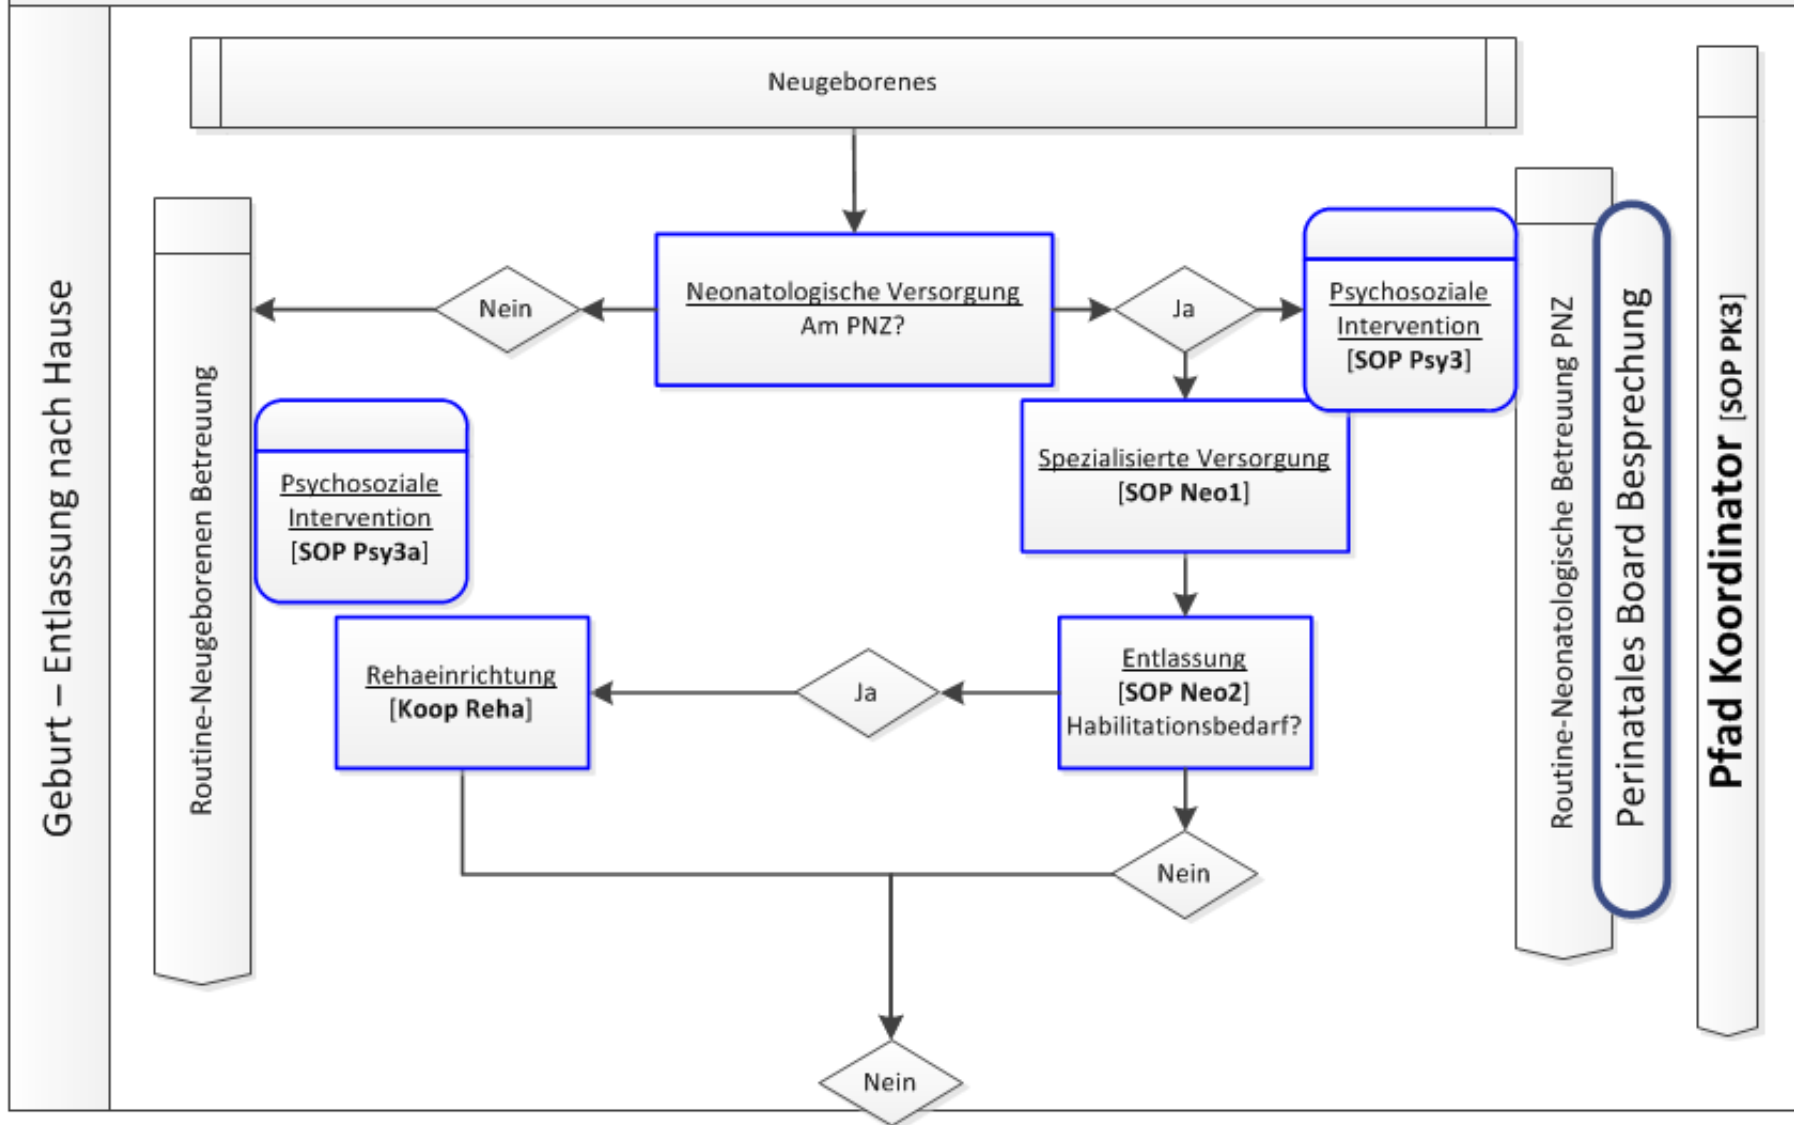 Geburt – Entlassung nach Hause
Neugeborenes
Routine-Neugeborenen Betreuung
Nein
Neonatologische Versorgung
Am PNZ?
Ja
Psychosoziale
Intervention
[SOP Psy3]
Routine-Neonatologische Betreuung PNZ
Perinatales Board Besprechung
Pfad Koordinator [SOP PK3]
Psychosoziale
Intervention
[SOP Psy3a]
Spezialisierte Versorgung
[SOP Neo1]
Rehaeinrichtung
[Koop Reha]
Ja
Entlassung
[SOP Neo2]
Habilitationsbedarf?
Nein
Nein